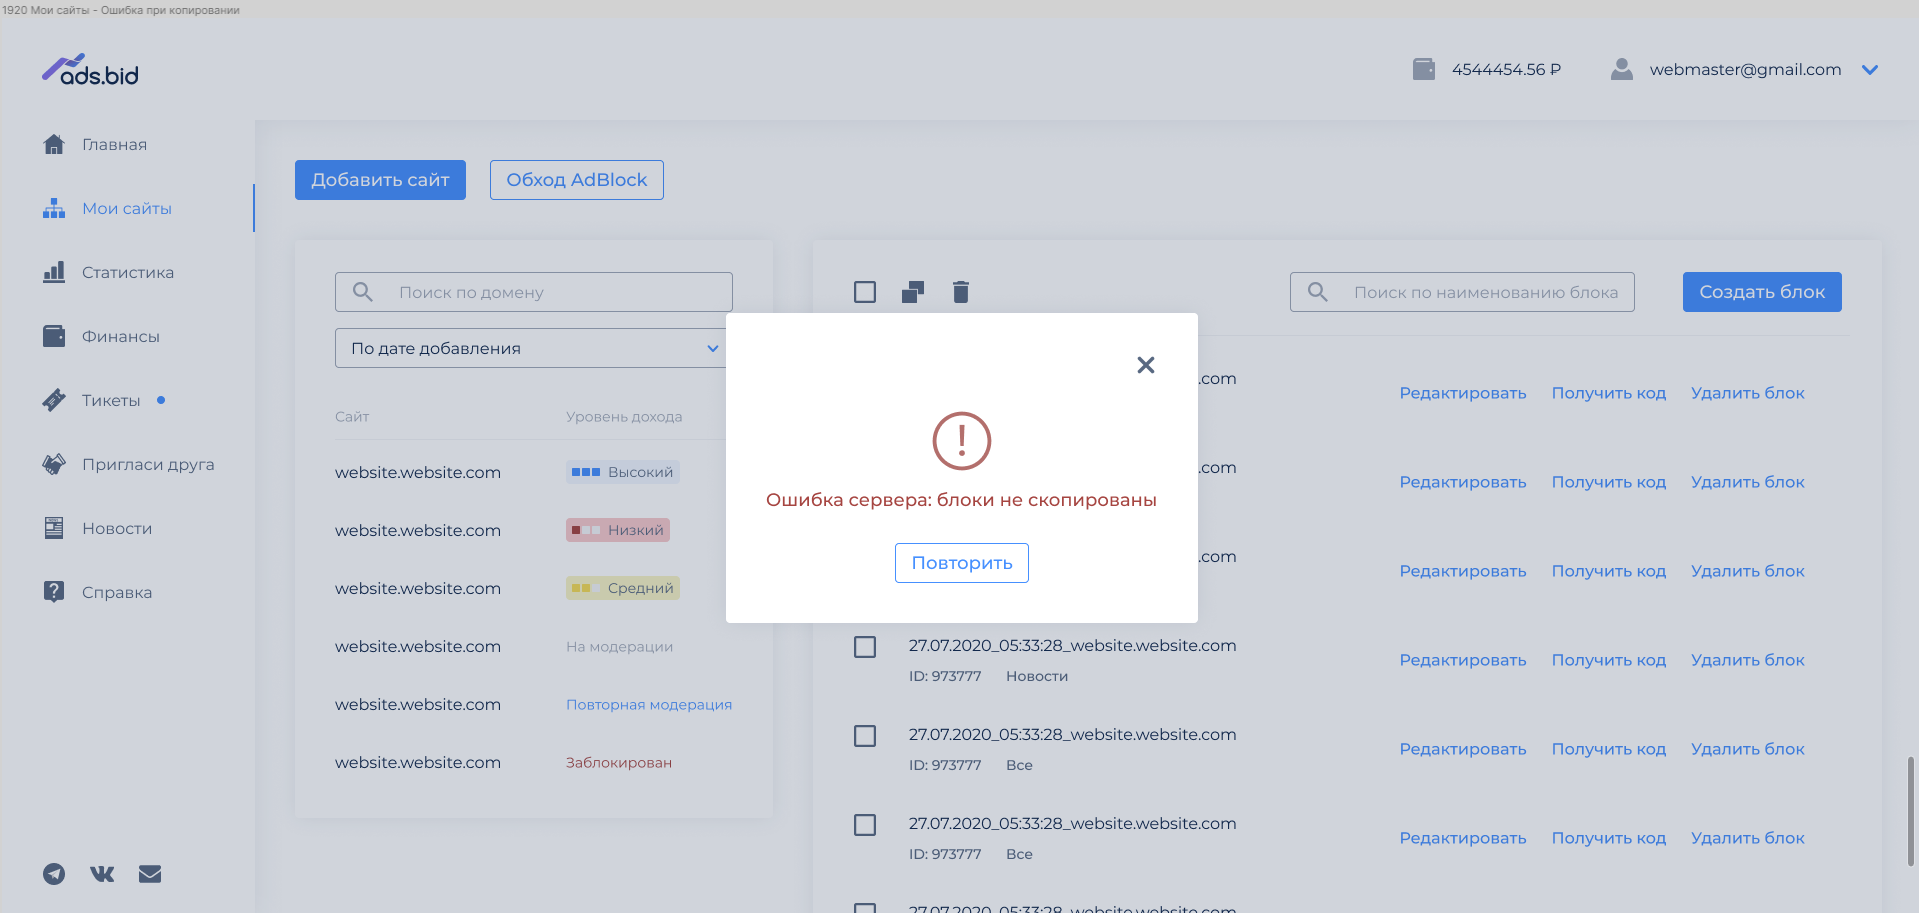 1920 Мои сайты - Ошибка при копировании
ads.bid
4544454.56 ₽
webmaster@gmail.com
Главная
Мои сайты
Статистика
Финансы
Тикеты
Пригласи друга
Новости
Справка
Добавить сайт
Обход AdBlock
Поиск по домену
По дате добавления
Сайт
Уровень дохода
website.website.com
Высокий
website.website.com
Низкий
website.website.com
Средний
website.website.com
На модерации
website.website.com
Повторная модерация
website.website.com
Заблокирован
Поиск по наименованию блока
Создать блок
.com
Редактировать
Получить код
Удалить блок
.com
Редактировать
Получить код
Удалить блок
.com
Редактировать
Получить код
Удалить блок
27.07.2020_05:33:28_website.website.com
ID: 973777
Новости
Редактировать
Получить код
Удалить блок
27.07.2020_05:33:28_website.website.com
ID: 973777
Все
Редактировать
Получить код
Удалить блок
27.07.2020_05:33:28_website.website.com
ID: 973777
Все
Редактировать
Получить код
Удалить блок
27.07.2020_05:33:28_website.website.com
Ошибка сервера: блоки не скопированы
Повторить